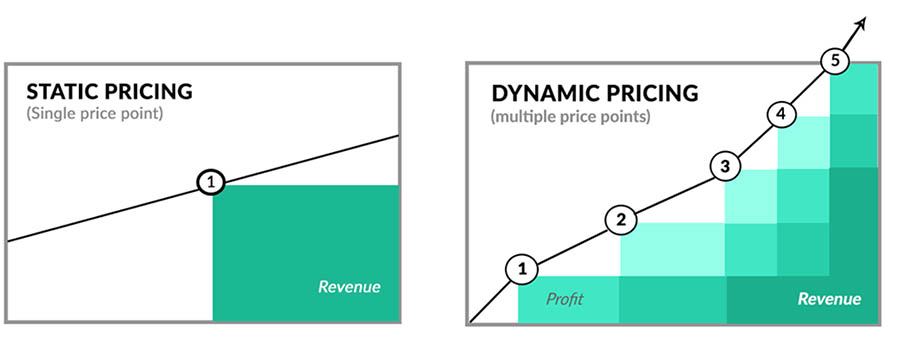 STATIC PRICING
(Single price point)
1
Revenue
DYNAMIC PRICING
(multiple price points)
5
4
3
2
1
Profit
Revenue